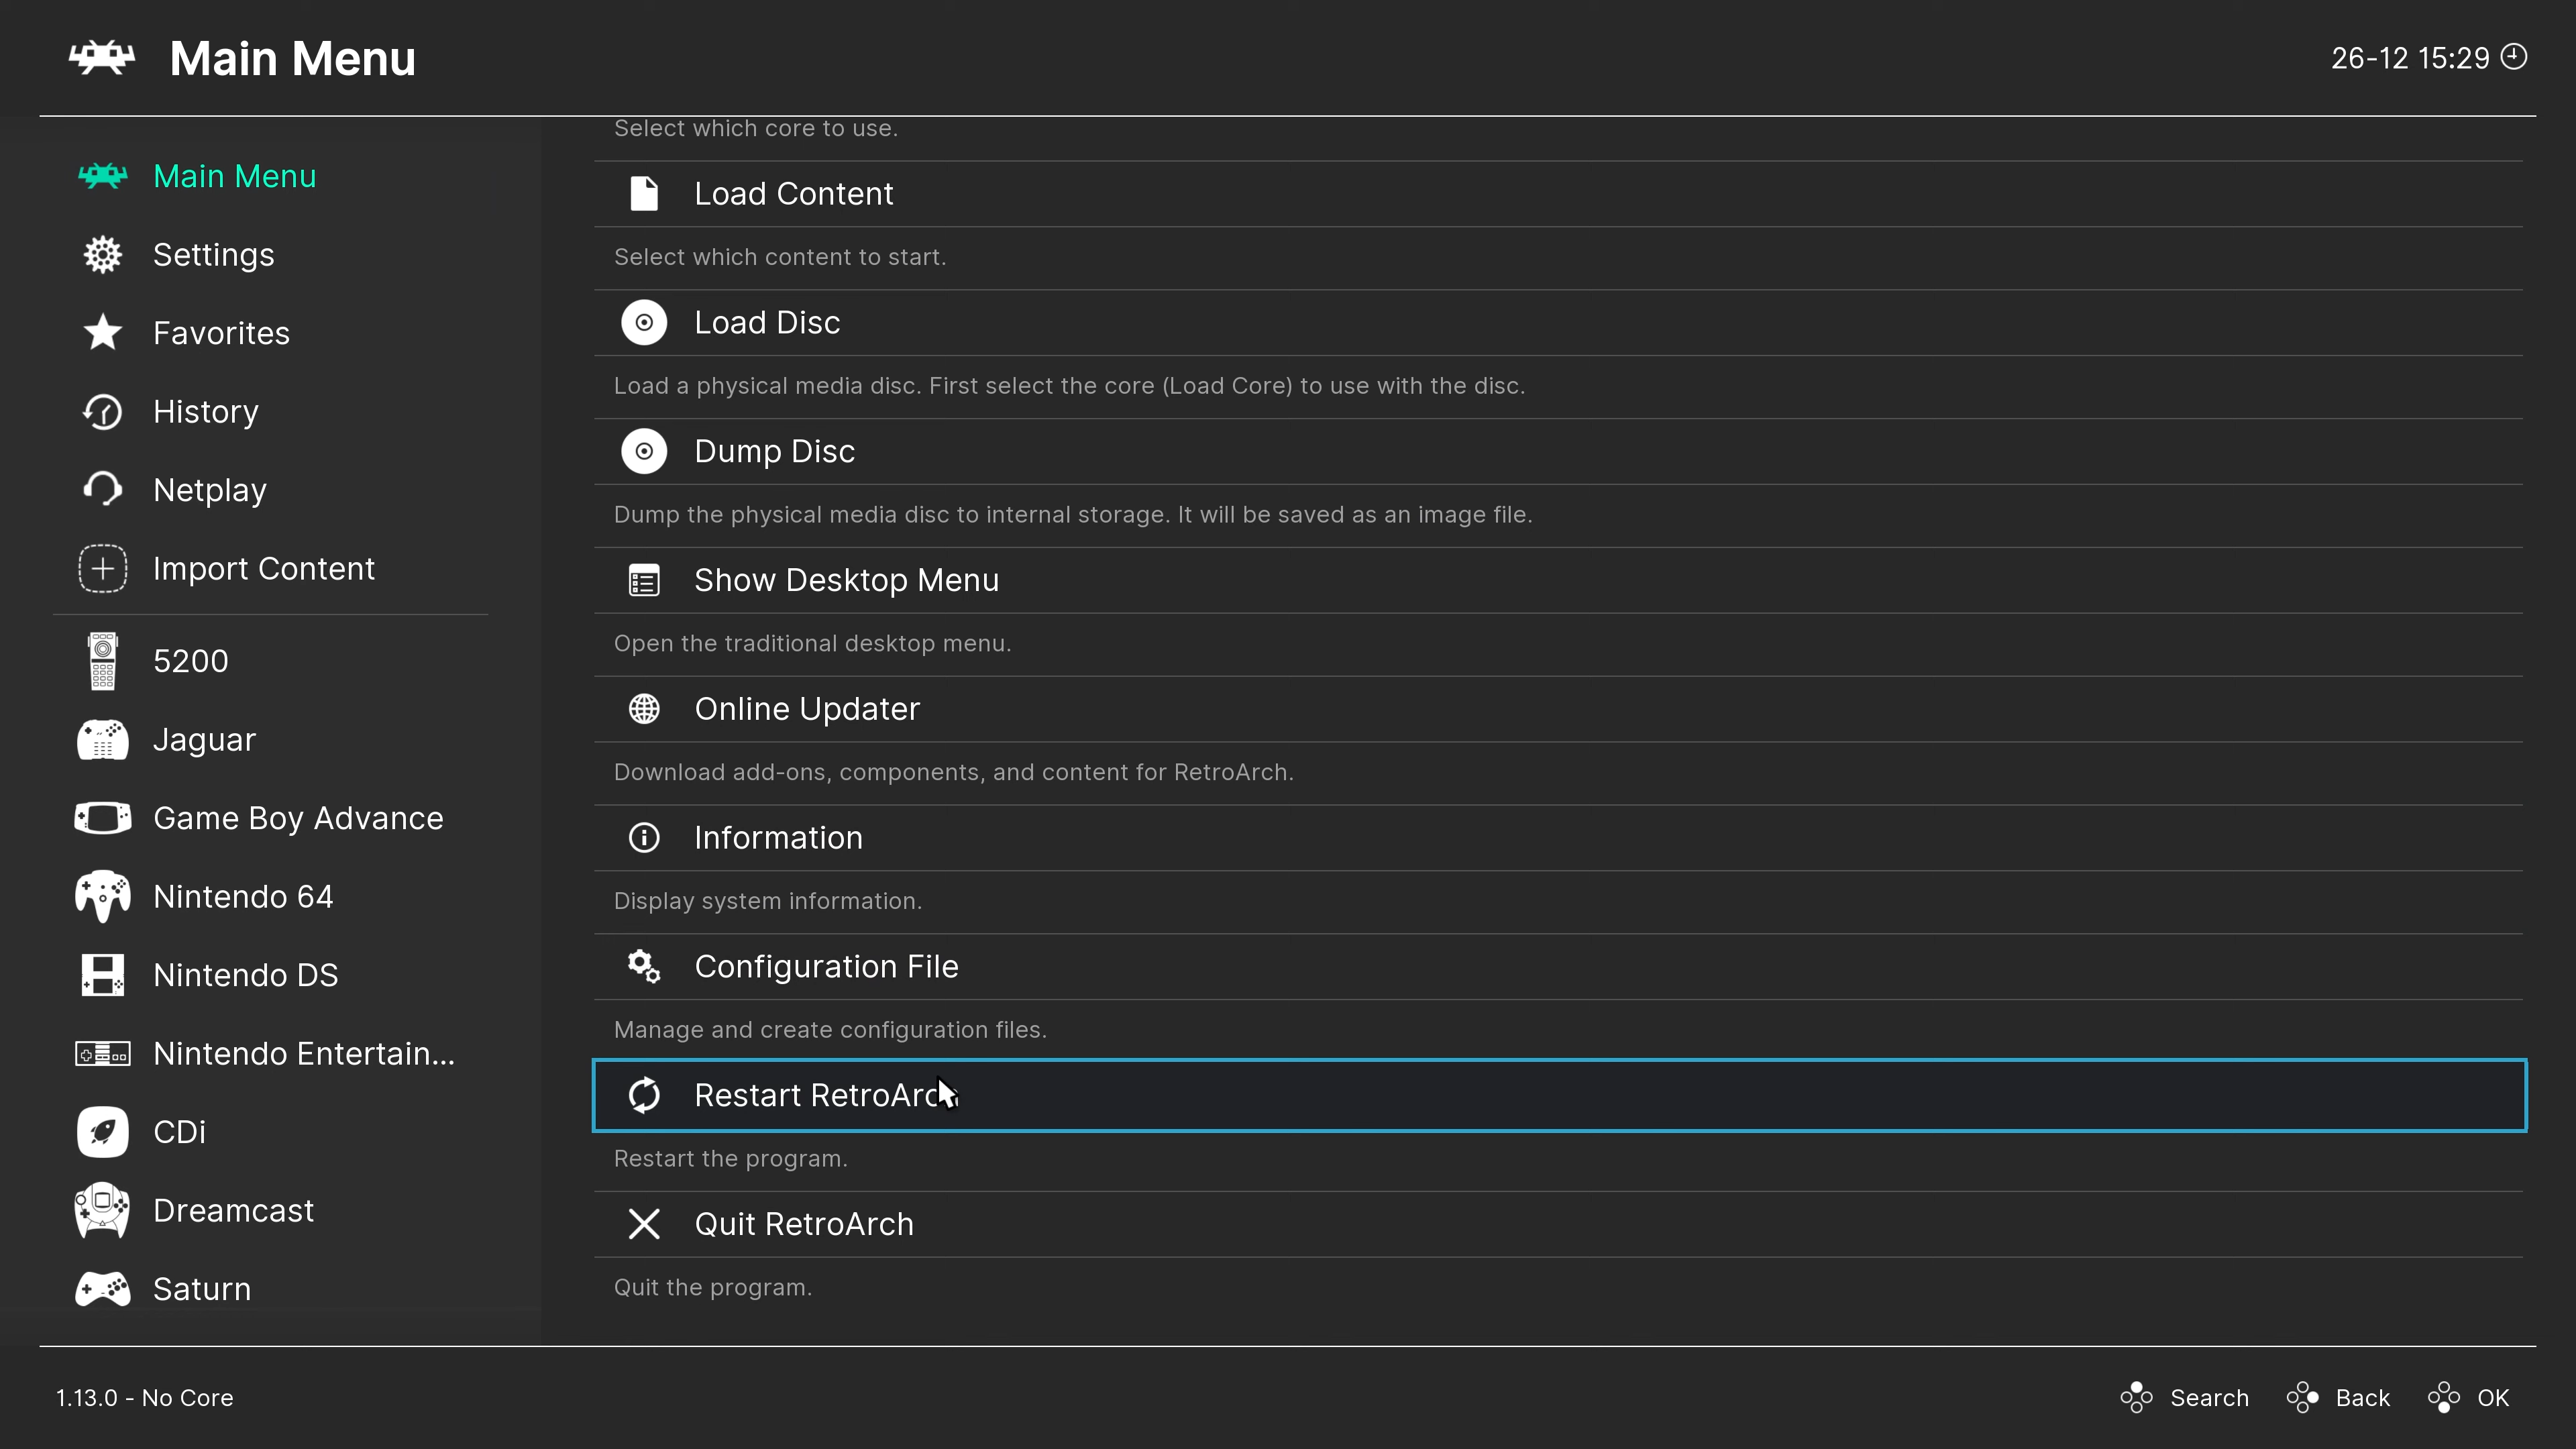 Main Menu
26-12 15:29
Main Menu
Settings
Favorites
History
Netplay
Import Content
5200
Jaguar
Game Boy Advance
Nintendo 64
Nintendo DS
Nintendo Entertain...
CDi
Dreamcast
Saturn
Select which core to use.
Load Content
Select which content to start.
Load Disc
Load a physical media disc. First select the core (Load Core) to use with the disc.
Dump Disc
Dump the physical media disc to internal storage. It will be saved as an image file.
Show Desktop Menu
Open the traditional desktop menu.
Online Updater
Download add-ons, components, and content for RetroArch.
Information
Display system information.
Configuration File
Manage and create configuration files.
Restart RetroArch
Restart the program.
Quit RetroArch
Quit the program.
1.13.0 - No Core
Search
Back
OK